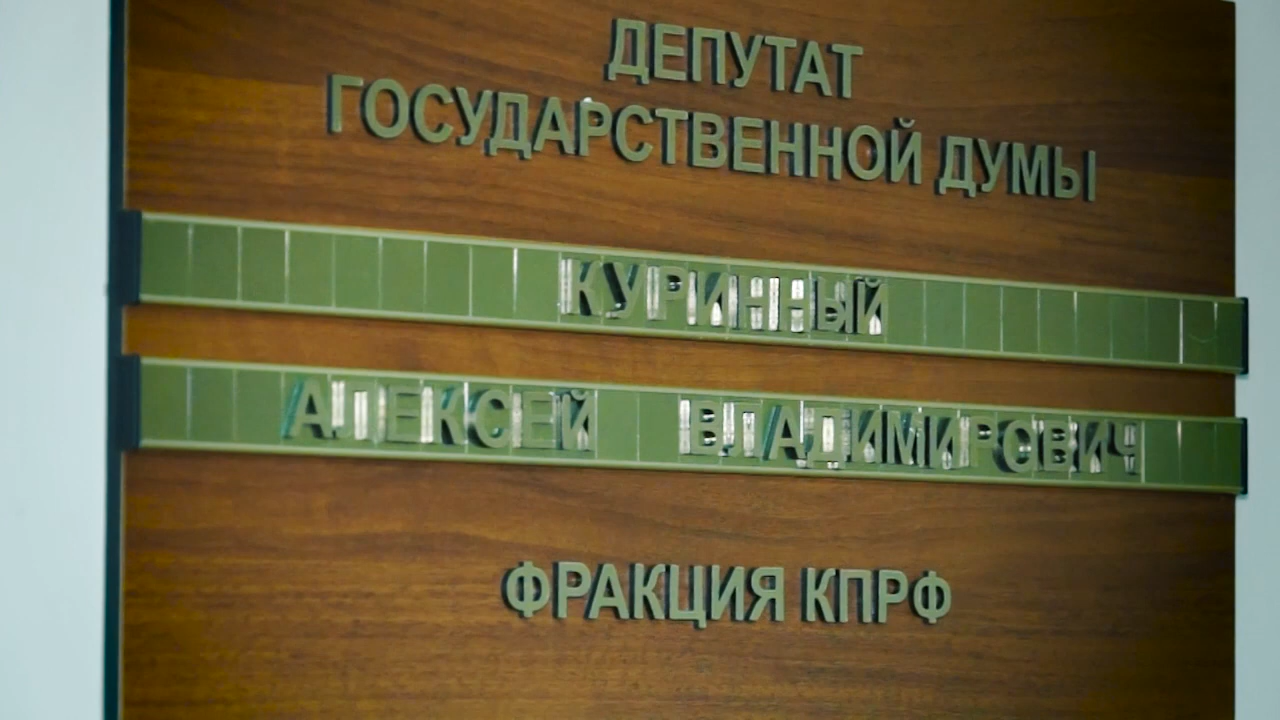 ДЕПУТАТ
ГОСУДАРСТВЕННОЙ ДУМЫ
КУРИННЫЙ
АЛЕКСЕЙ ВЛАДИМИРОВИЧ
ФРАКЦИЯ КПРФ